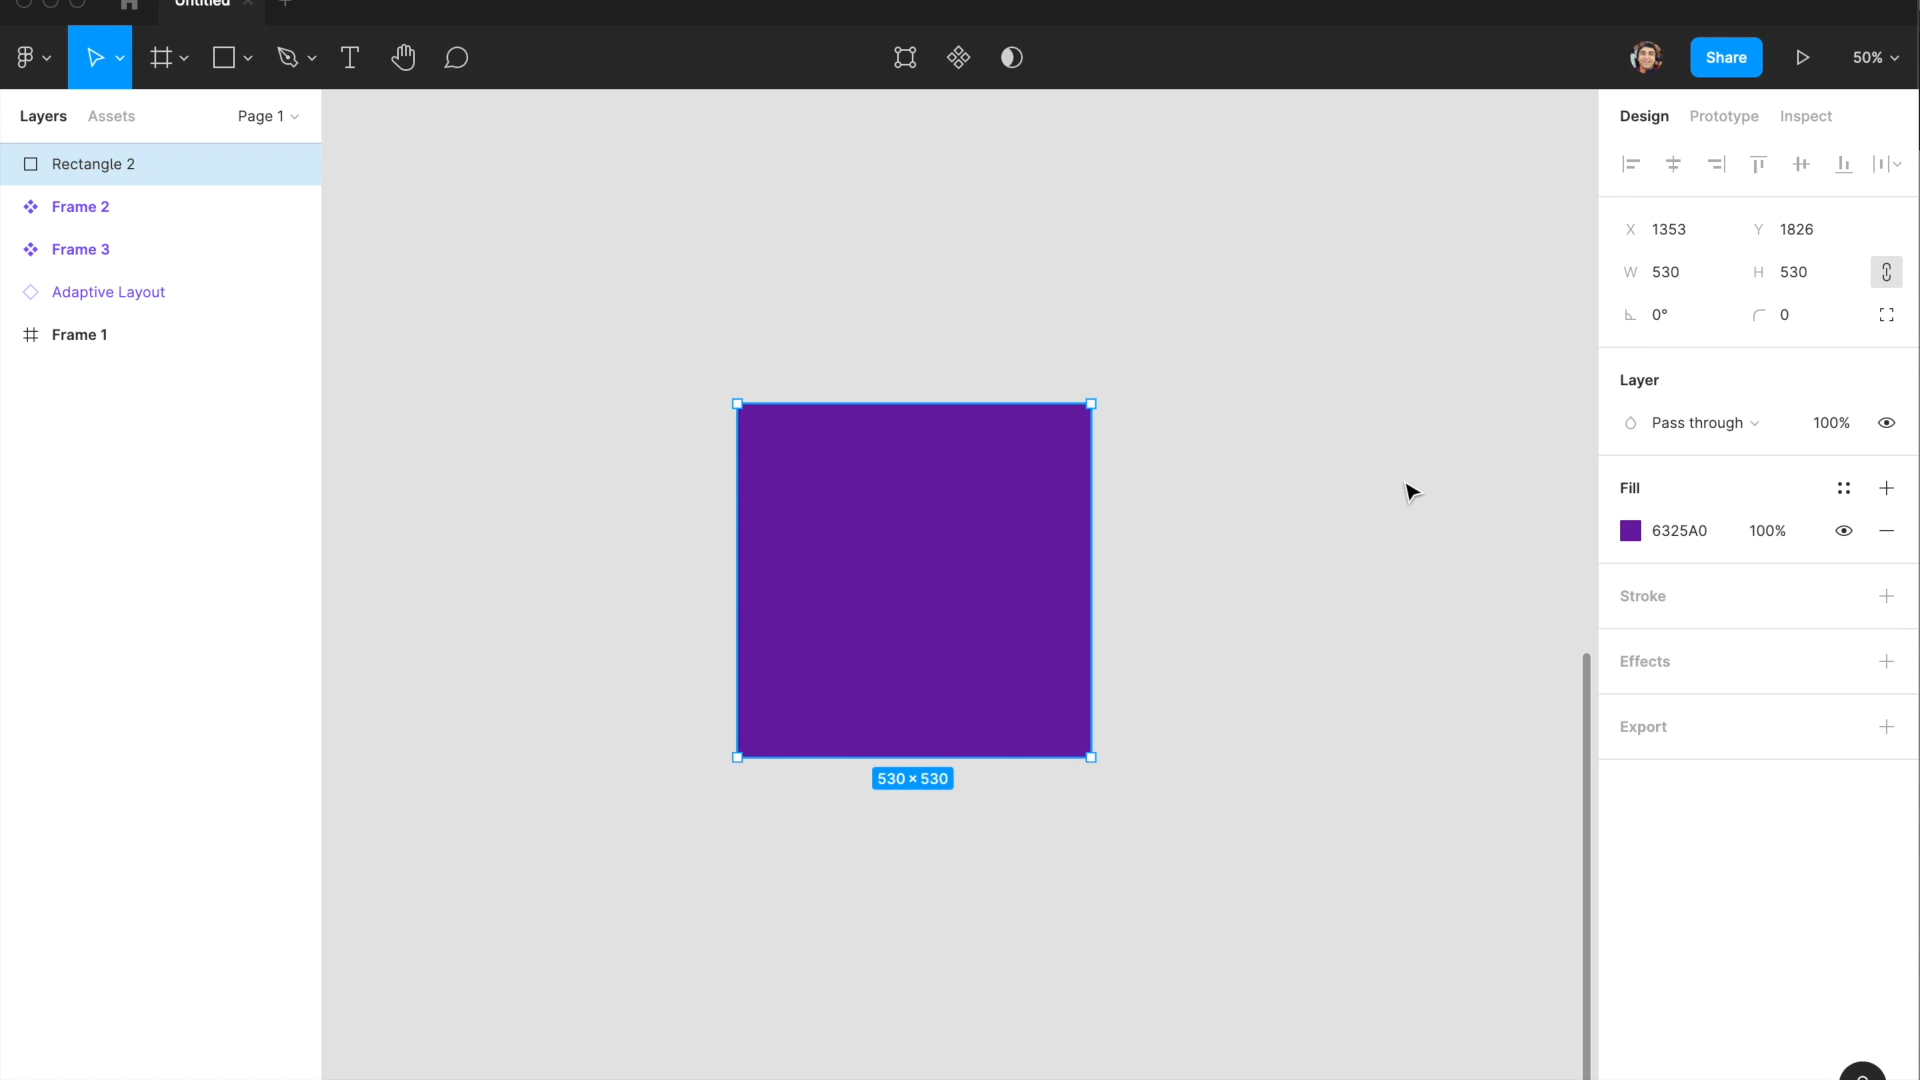 Untitled
Share
50%
Layers
Assets
Page 1
Rectangle 2
Frame 2
Frame 3
Adaptive Layout
Frame 1
530 × 530
Design
Prototype
Inspect
X 1353
Y 1826
W 530
H 530
0°
0
Layer
Pass through
100%
Fill
6325A0
100%
Stroke
Effects
Export